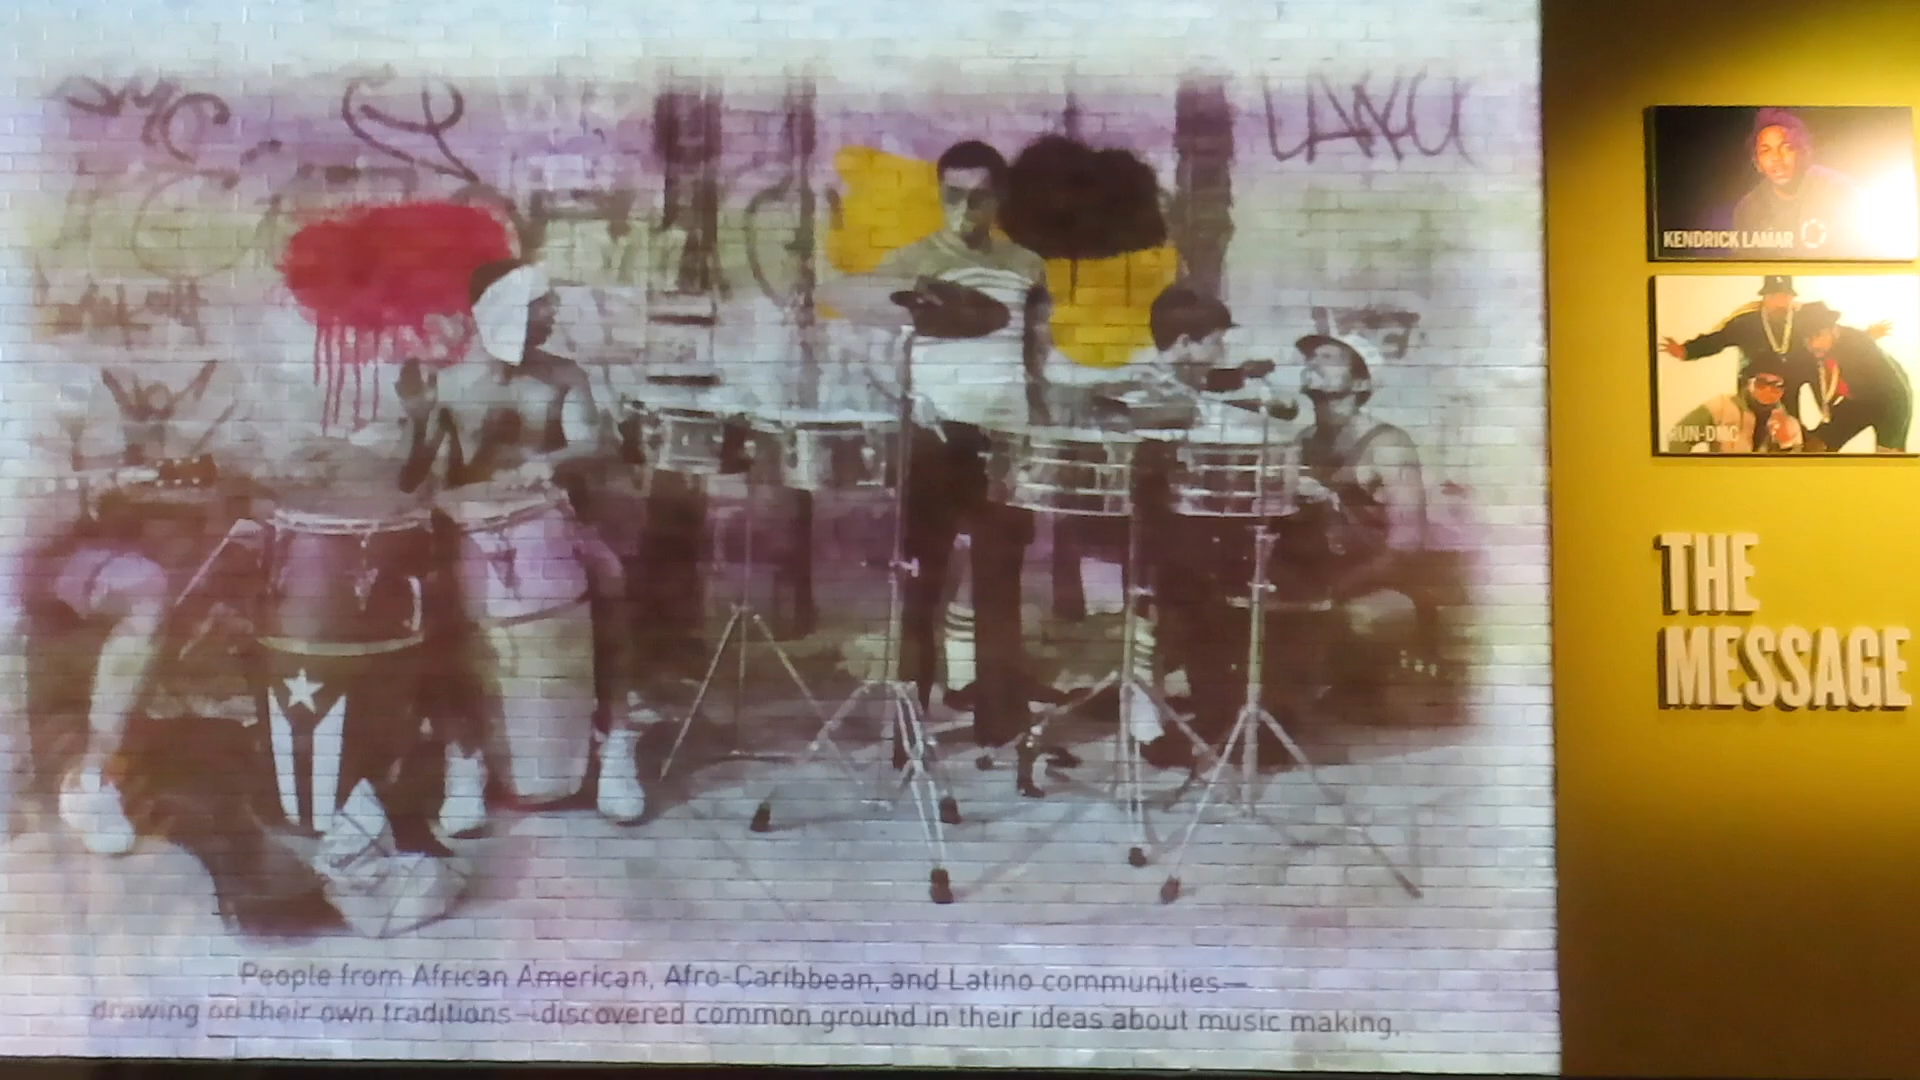 People from African American, Afro-Caribbean, and Latino communities—
drawing on their own traditions—discovered common ground in their ideas about music making.
KENDRICK LAMAR
RUN-DMC
THE
MESSAGE